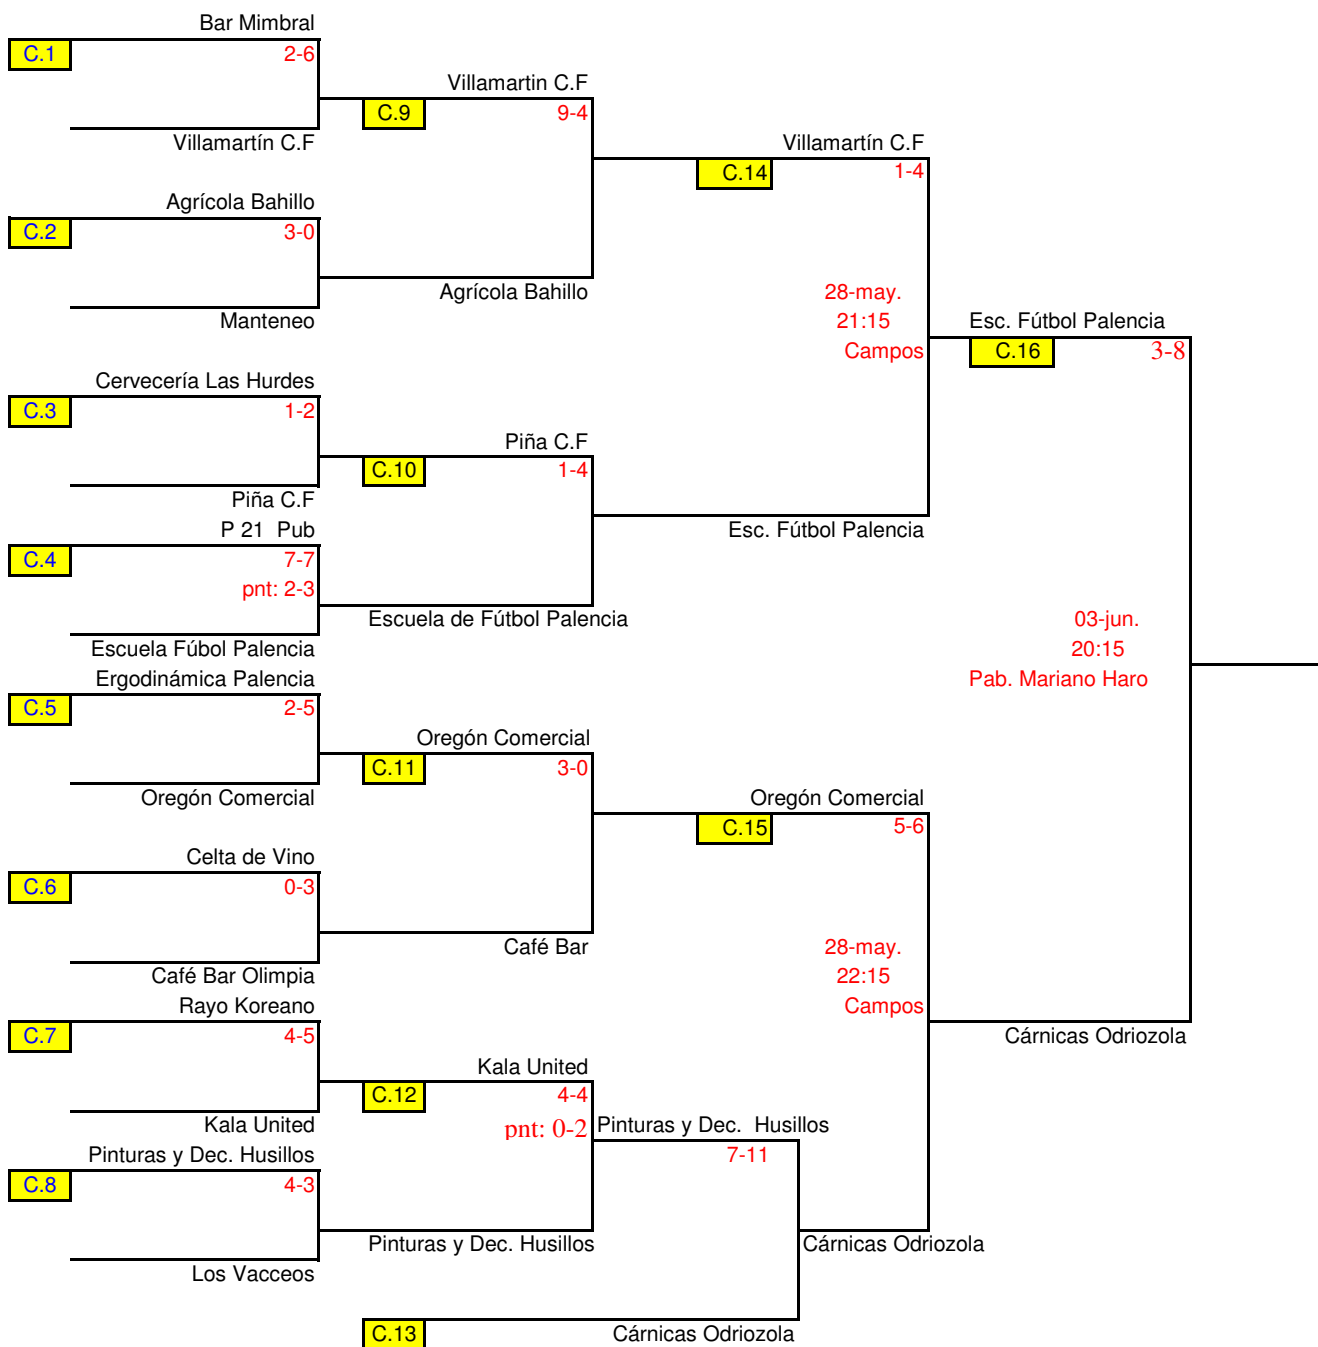 Bar Mimbral
C.1
2-6
Villamartin C.F
C.9
9-4
Villamartín C.F
Villamartín C.F
C.14
1-4
Agrícola Bahillo
C.2
3-0
Agrícola Bahillo
28-may.
Manteneo
21:15
Esc. Fútbol Palencia
Campos
C.16
3-8
Cervecería Las Hurdes
C.3
1-2
Piña C.F
C.10
1-4
Piña C.F
P 21 Pub
Esc. Fútbol Palencia
C.4
7-7
pnt: 2-3
Escuela de Fútbol Palencia
03-jun.
Escuela Fúbol Palencia
20:15
Ergodinámica Palencia
Pab. Mariano Haro
C.5
2-5
Oregón Comercial
C.11
3-0
Oregón Comercial
Oregón Comercial
C.15
5-6
Celta de Vino
C.6
0-3
Café Bar
28-may.
Café Bar Olimpia
22:15
Rayo Koreano
Campos
C.7
4-5
Cárnicas Odriozola
Kala United
C.12
4-4
Kala United
pnt: 0-2
Pinturas y Dec. Husillos
Pinturas y Dec. Husillos
7-11
C.8
4-3
Pinturas y Dec. Husillos
Cárnicas Odriozola
Los Vacceos
C.13
Cárnicas Odriozola